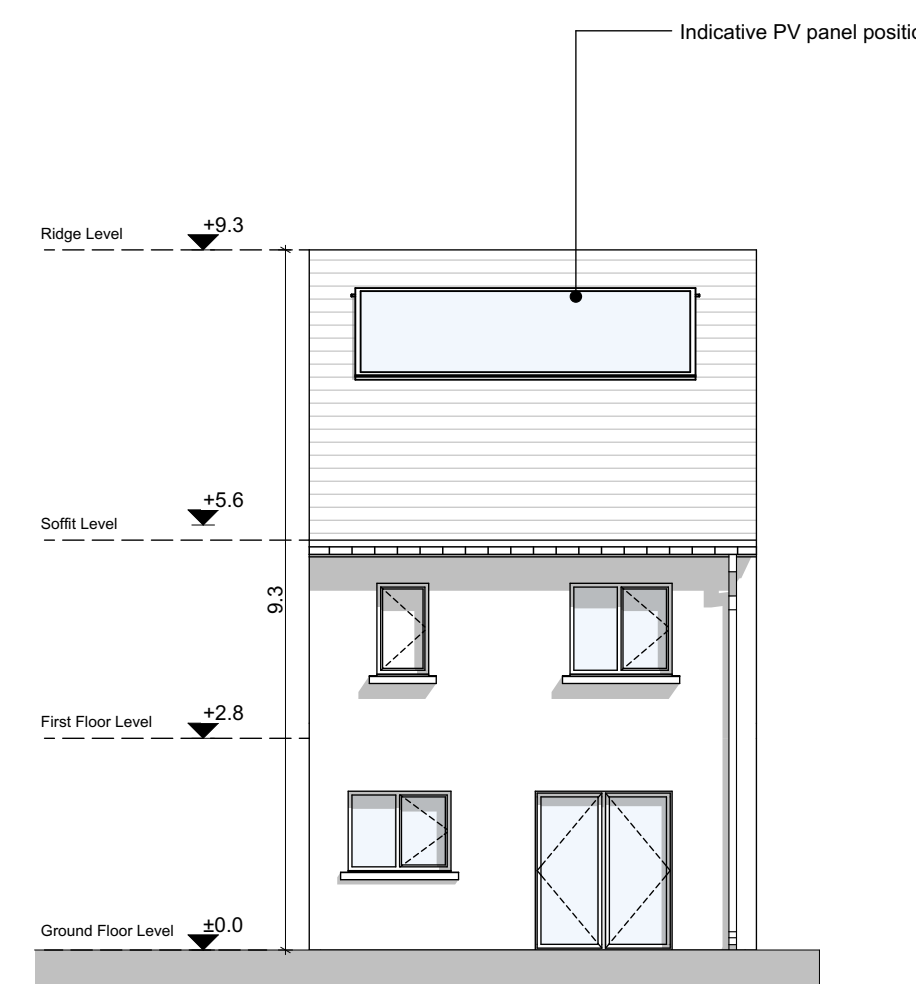 Indicative PV panel positio
Ridge Level +9.3
Soffit Level +5.6
9.3
First Floor Level +2.8
Ground Floor Level ±0.0